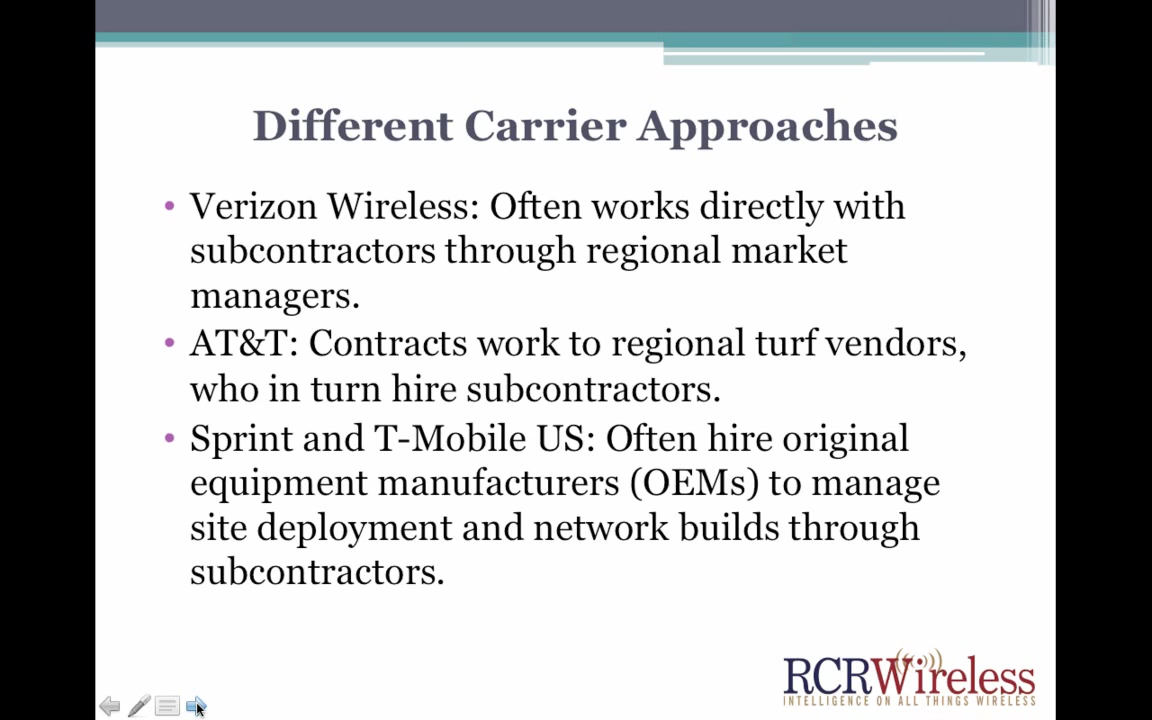 Different Carrier Approaches
• Verizon Wireless: Often works directly with
subcontractors through regional market
managers.
• AT&T: Contracts work to regional turf vendors,
who in turn hire subcontractors.
• Sprint and T-Mobile US: Often hire original
equipment manufacturers (OEMs) to manage
site deployment and network builds through
subcontractors.
RCRWireless
INTELLIGENCE ON ALL THINGS WIRELESS